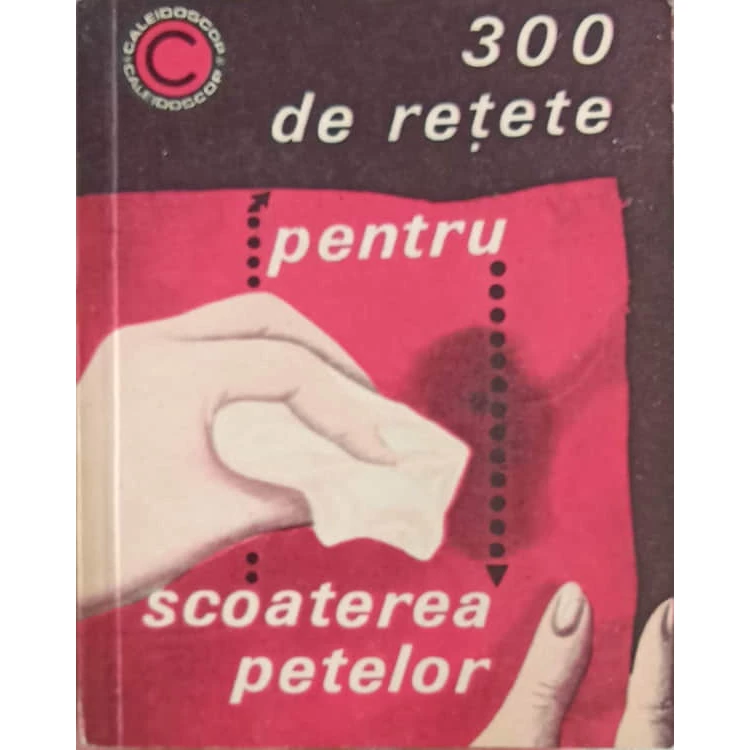 CALEIDOSCOP
C
CALEIDOSCOP
300
de rețete
pentru
scoaterea
petelor